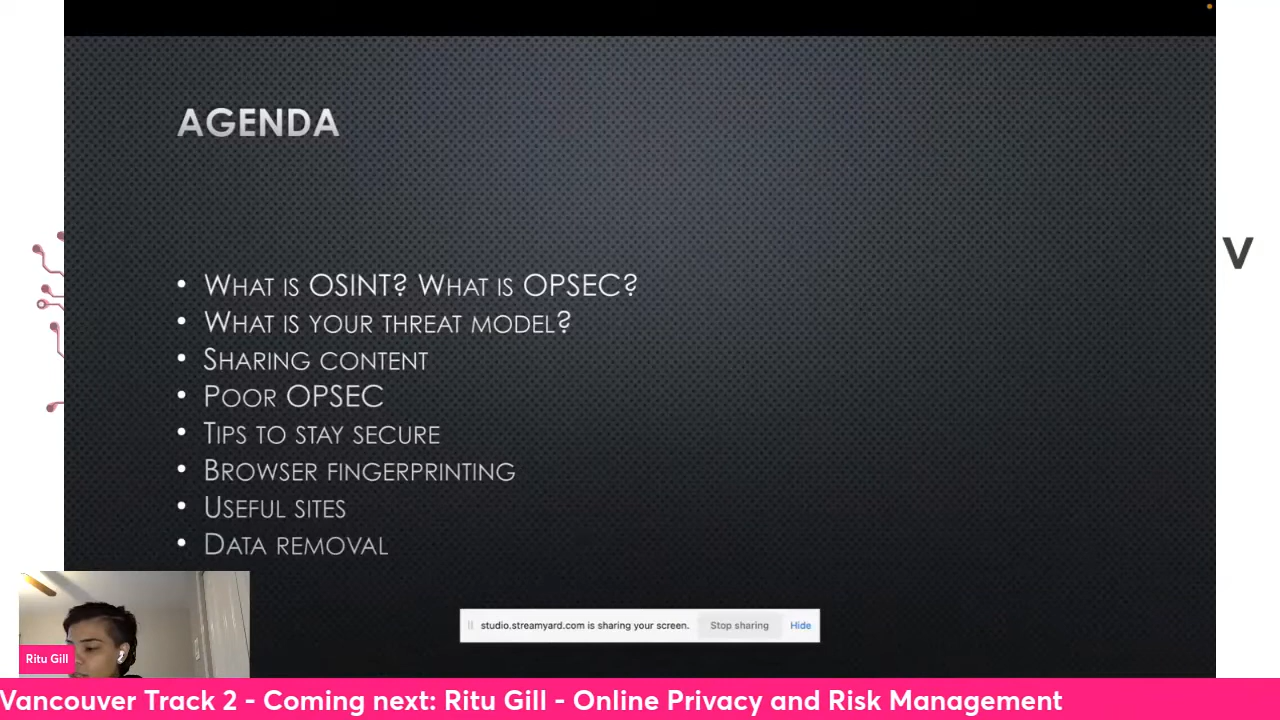 AGENDA
V
• WHAT IS OSINT? WHAT IS OPSEC?
• WHAT IS YOUR THREAT MODEL?
• SHARING CONTENT
• POOR OPSEC
• TIPS TO STAY SECURE
• BROWSER FINGERPRINTING
• USEFUL SITES
• DATA REMOVAL
studio.streamyard.com is sharing your screen. Stop sharing Hide
Ritu Gill
Vancouver Track 2 - Coming next: Ritu Gill - Online Privacy and Risk Management